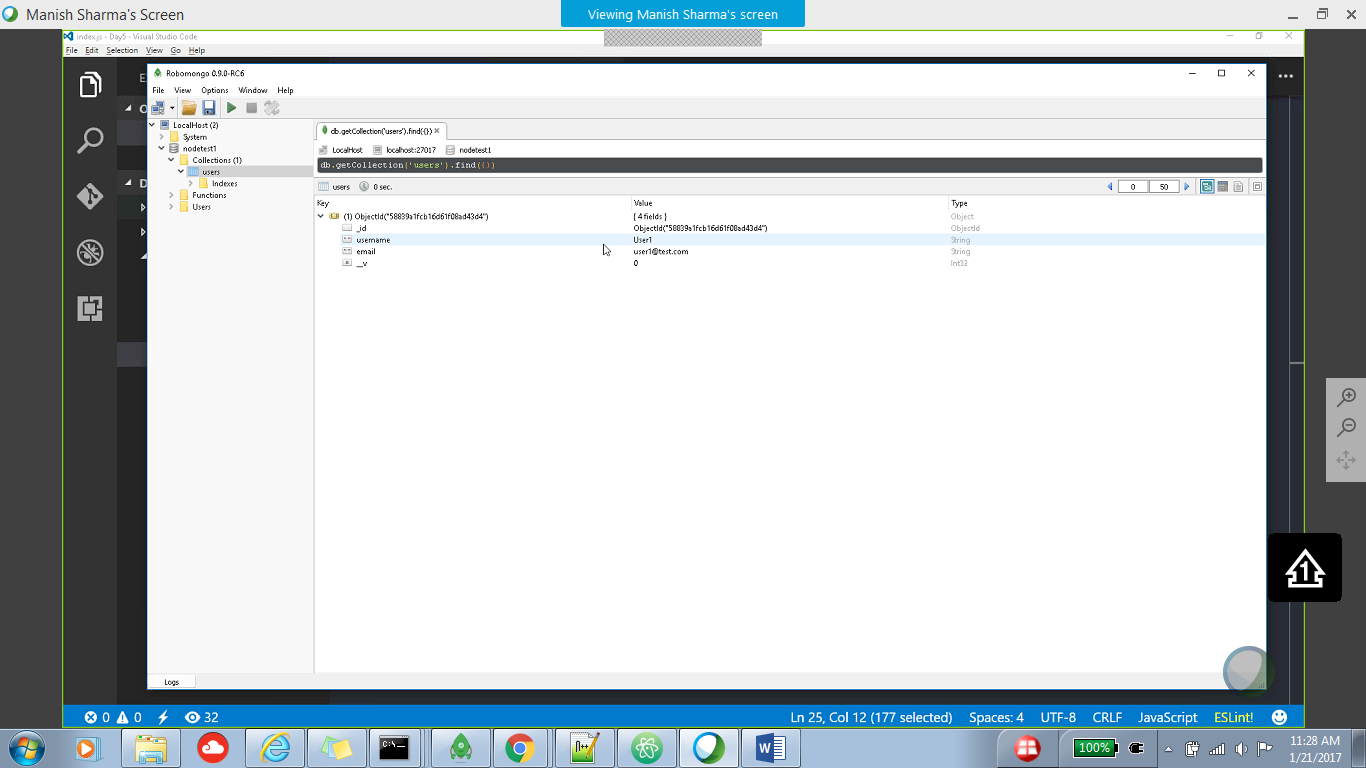 Manish Sharma's Screen
Viewing Manish Sharma's screen
index.js - Day5 - Visual Studio Code
File Edit Selection View Go Help
Robomongo 0.9.0-RC6
File View Options Window Help
LocalHost (2)
System
nodetest1
Collections (1)
users
Indexes
Functions
Users
db.getCollection('users').find({})
LocalHost localhost:27017 nodetest1
db.getCollection('users').find({})
users 0 sec.
0 50
Key Value Type
(1) ObjectId("58839a1fcb16d61f08ad43d4") { 4 fields } Object
_id ObjectId("58839a1fcb16d61f08ad43d4") ObjectId
username User1 String
email user1@test.com String
__v 0 Int32
Logs
1
0 0 32
Ln 25, Col 12 (177 selected) Spaces: 4 UTF-8 CRLF JavaScript ESLint!
100%
11:28 AM
1/21/2017